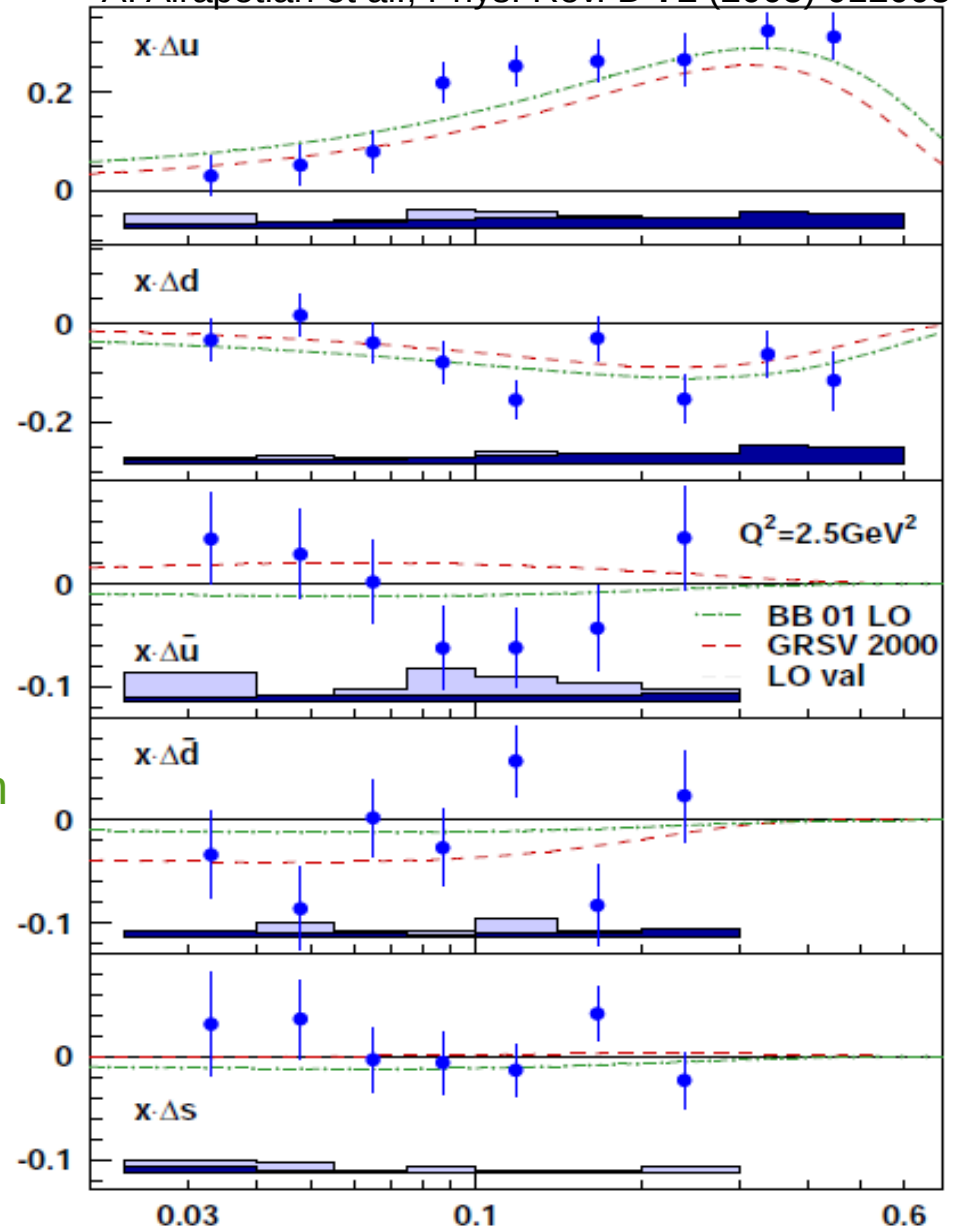 x·Δu
0.2
0
x·Δd
0
-0.2
Q²=2.5GeV²
0
BB 01 LO
GRSV 2000
LO val
x·Δū
-0.1
x·Δd̄
0
-0.1
0
x·Δs
-0.1
0.03 0.1 0.6